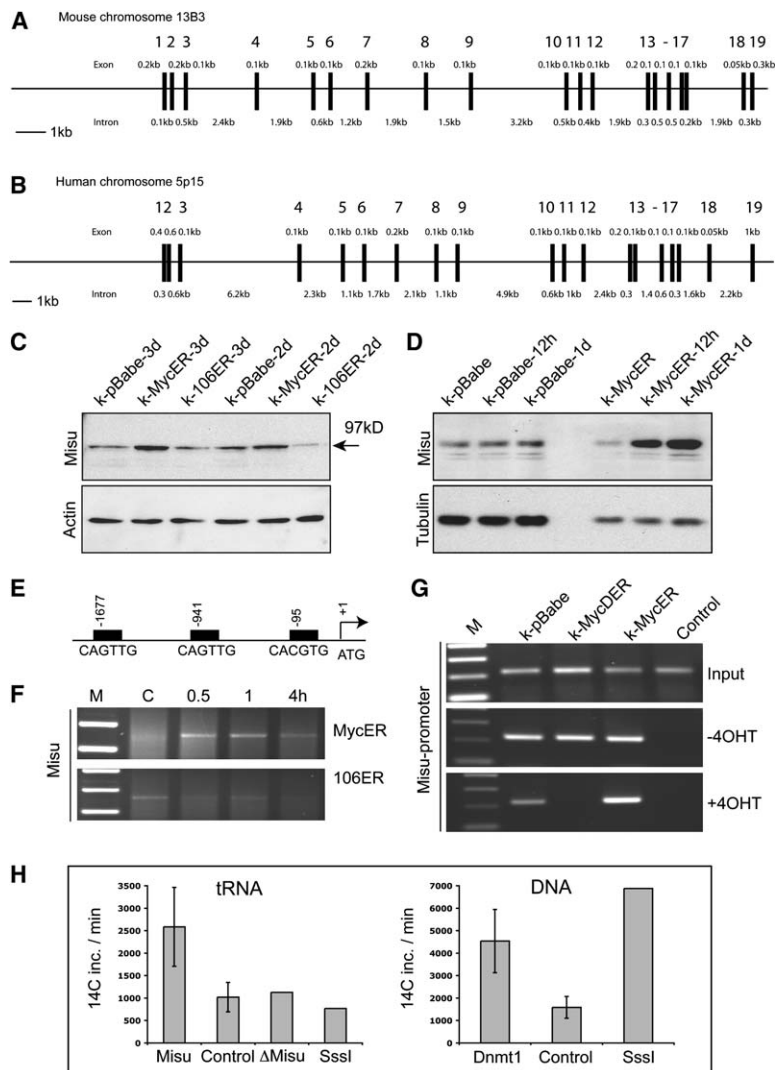 A Mouse chromosome 13B3
1 2 3 4 5 6 7 8 9 10 11 12 13 - 17 18 19
Exon 0.2kb 0.2kb 0.1kb 0.1kb 0.1kb 0.1kb 0.2kb 0.1kb 0.1kb 0.1kb 0.1kb 0.1kb 0.2 0.1 0.1 0.1kb 0.05kb 0.3kb
1kb Intron 0.1kb 0.5kb 2.4kb 1.9kb 0.6kb 1.2kb 1.9kb 1.5kb 3.2kb 0.5kb 0.4kb 1.9kb 0.3 0.5 0.5 0.2kb 1.9kb 0.3kb
B Human chromosome 5p15
12 3 4 5 6 7 8 9 10 11 12 13 - 17 18 19
Exon 0.4 0.6 0.1kb 0.1kb 0.1kb 0.1kb 0.2kb 0.1kb 0.1kb 0.1kb 0.1kb 0.1kb 0.2 0.1kb 0.1 0.1 0.1kb 0.05kb 1kb
1kb Intron 0.3 0.6kb 6.2kb 2.3kb 1.1kb 1.7kb 2.1kb 1.1kb 4.9kb 0.6kb 1kb 2.4kb 0.3 1.4 0.6 0.3 1.6kb 2.2kb
C
k-pBabe-3d k-MycER-3d k-106ER-3d k-pBabe-2d k-MycER-2d k-106ER-2d
Misu
97kD
Actin
D
k-pBabe k-pBabe-12h k-pBabe-1d k-MycER k-MycER-12h k-MycER-1d
Misu
Tubulin
E
-1677 -941 -95 +1
CAGTTG CAGTTG CACGTG ATG
F
M C 0.5 1 4h
Misu
MycER
106ER
G
M k-pBabe k-MycDER k-MycER Control
Misu-promoter
Input
-4OHT
+4OHT
H
tRNA
14C inc. / min
3500
3000
2500
2000
1500
1000
500
0
Misu Control ΔMisu SssI
DNA
14C inc. / min
7000
6000
5000
4000
3000
2000
1000
0
Dnmt1 Control SssI